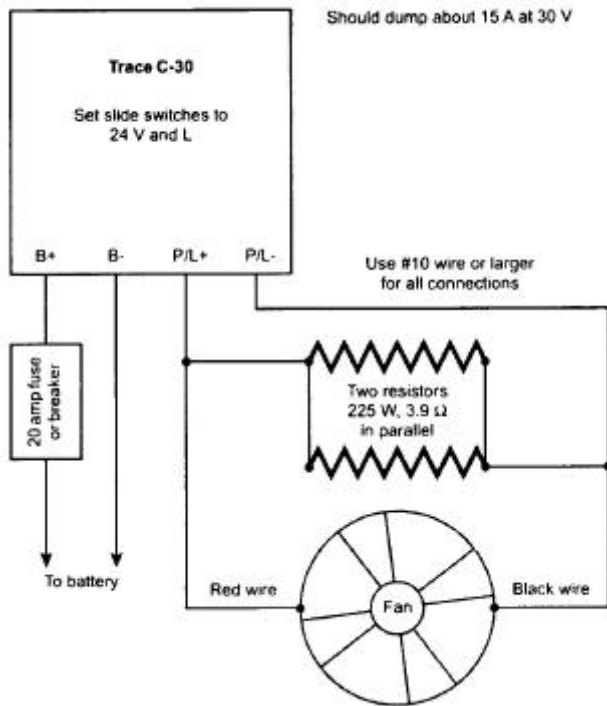 Should dump about 15 A at 30 V
Trace C-30
Set slide switches to
24 V and L
B+
B-
P/L+
P/L-
Use #10 wire or larger
for all connections
20 amp fuse
or breaker
Two resistors
225 W, 3.9 Ω
in parallel
To battery
Red wire
Fan
Black wire